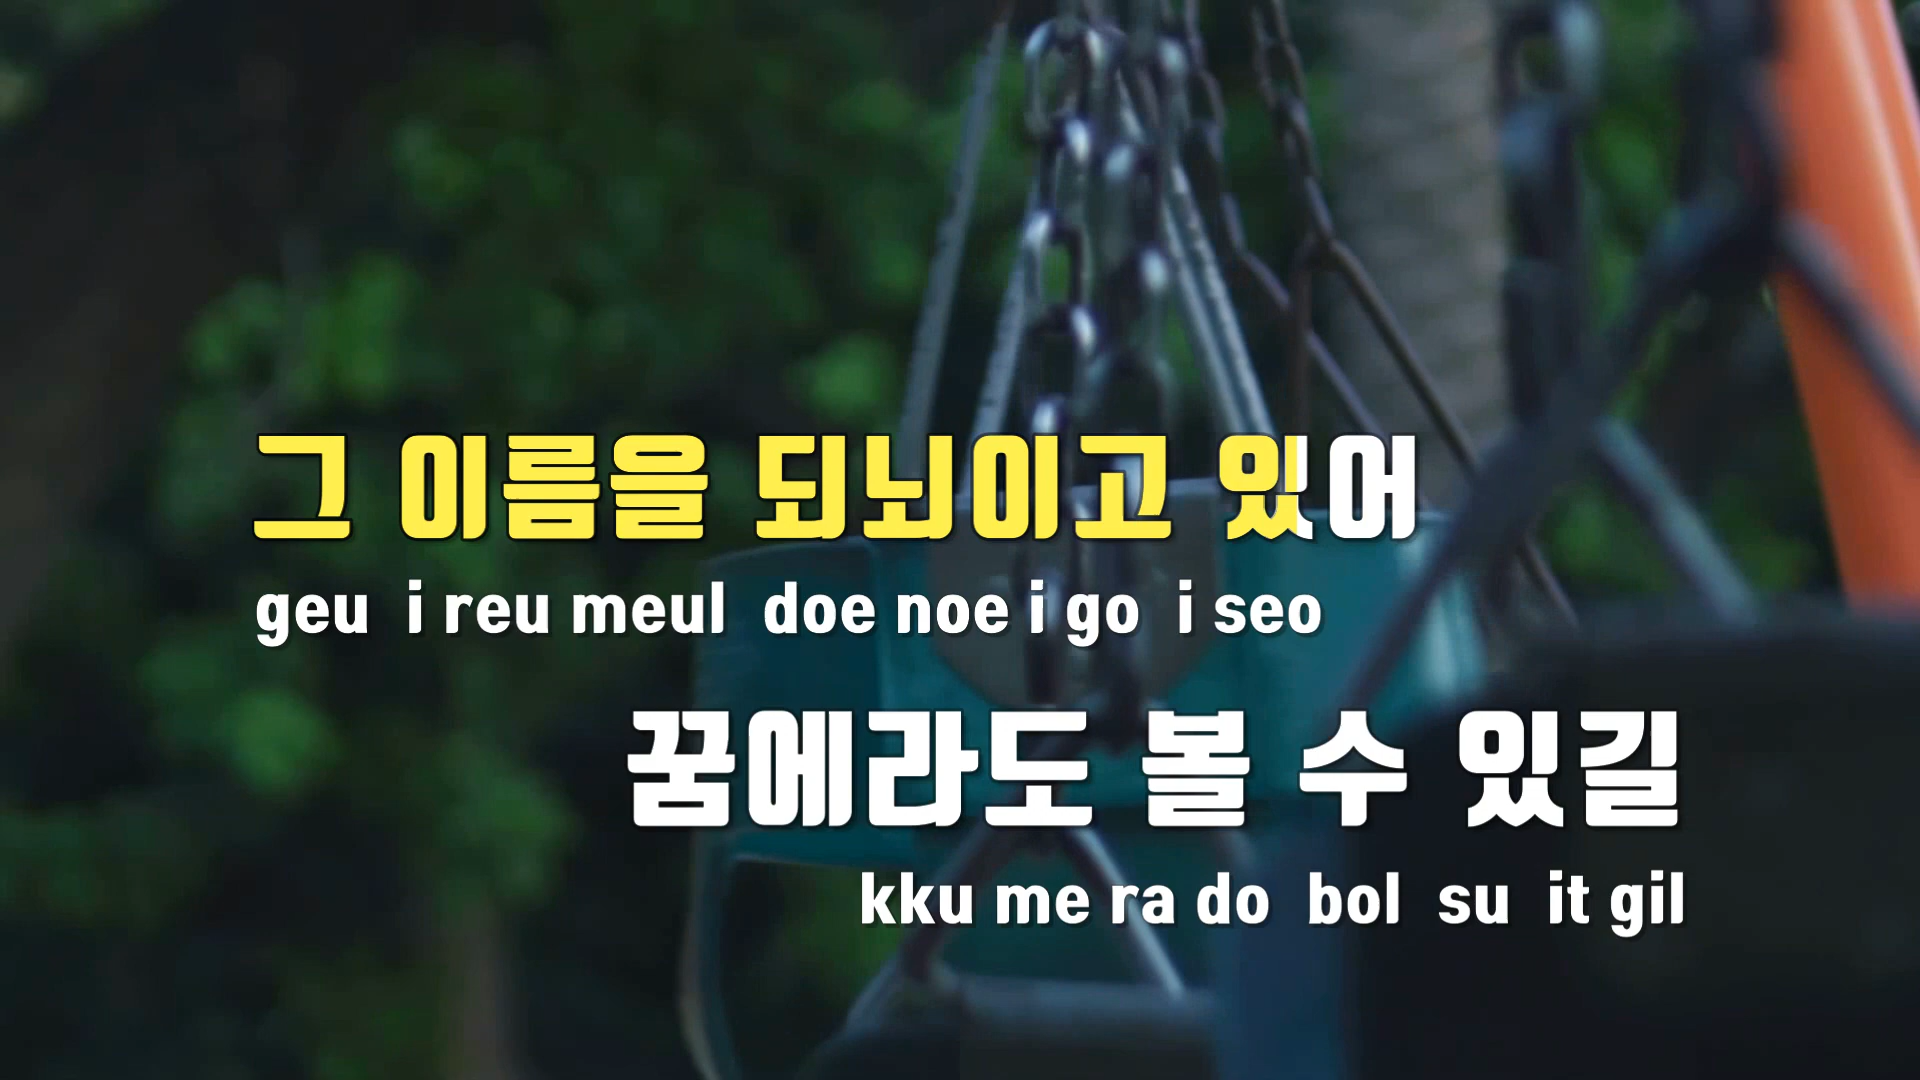 그 이름을 되뇌이고 있어
geu i reu meul doe noe i go i seo
꿈에라도 볼 수 있길
kku me ra do bol su it gil